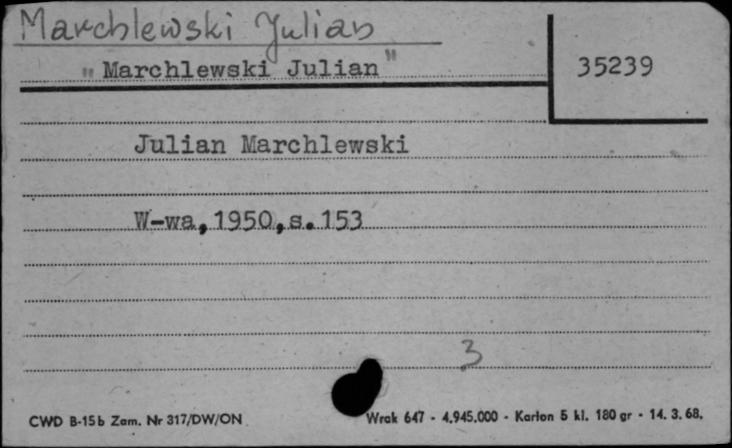 Marchlewski Julian
"Marchlewski Julian"
35239
Julian Marchlewski
W-wa,1950,s.153
3
CWD B-15b Zam. Nr 317/DW/ON Wrak 647 - 4.945.000 - Karton 5 kl. 180 gr - 14. 3. 68.